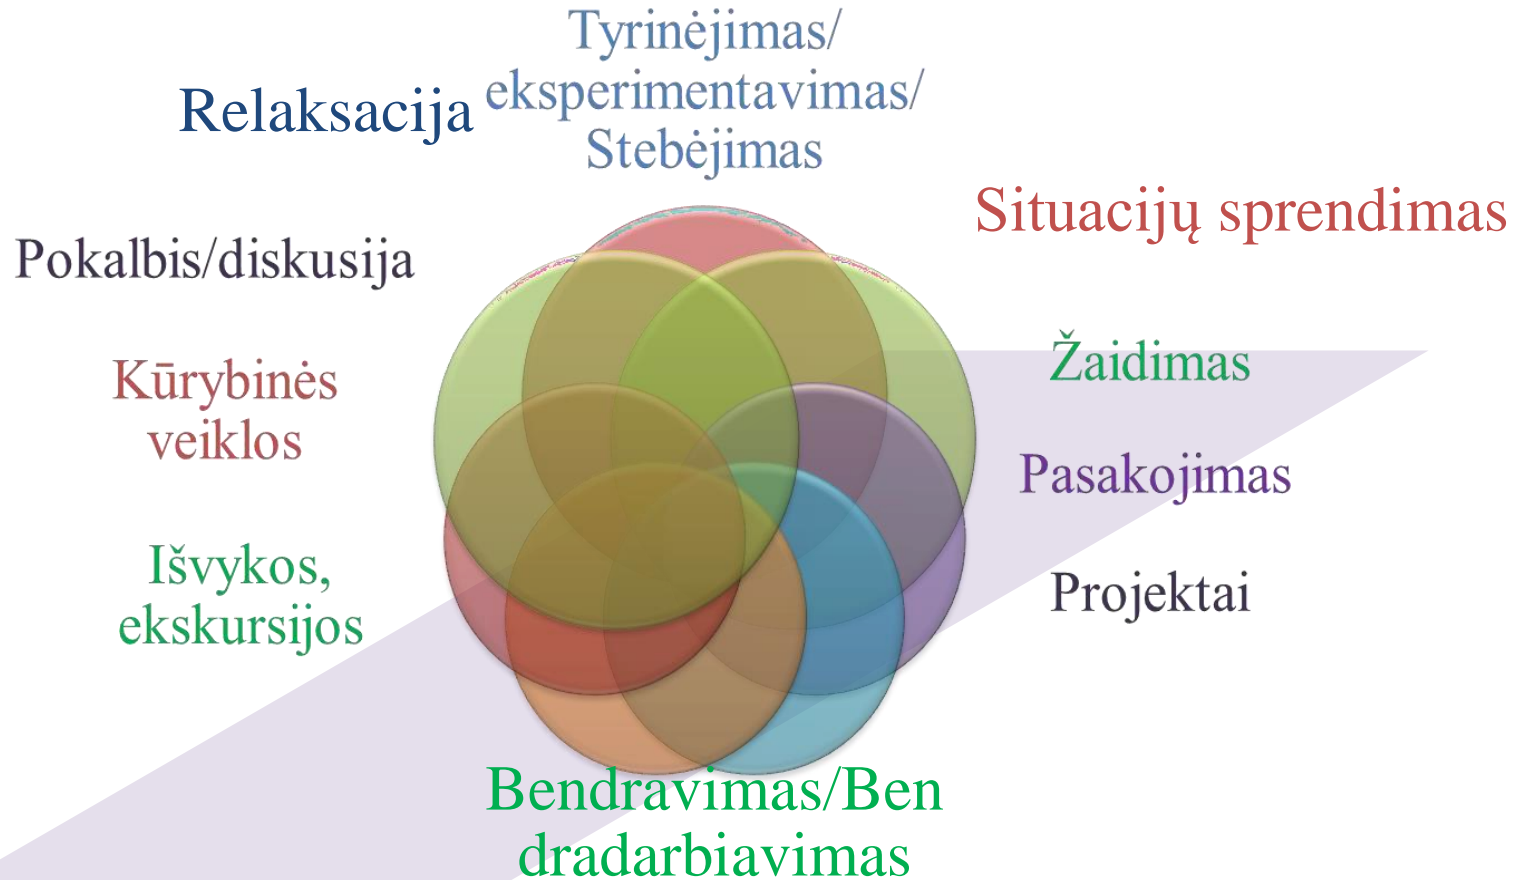 Tyrinėjimas/
eksperimentavimas/
Stebėjimas
Relaksacija
Situacijų sprendimas
Pokalbis/diskusija
Žaidimas
Kūrybinės
veiklos
Pasakojimas
Išvykos,
ekskursijos
Projektai
Bendravimas/Ben
dradarbiavimas